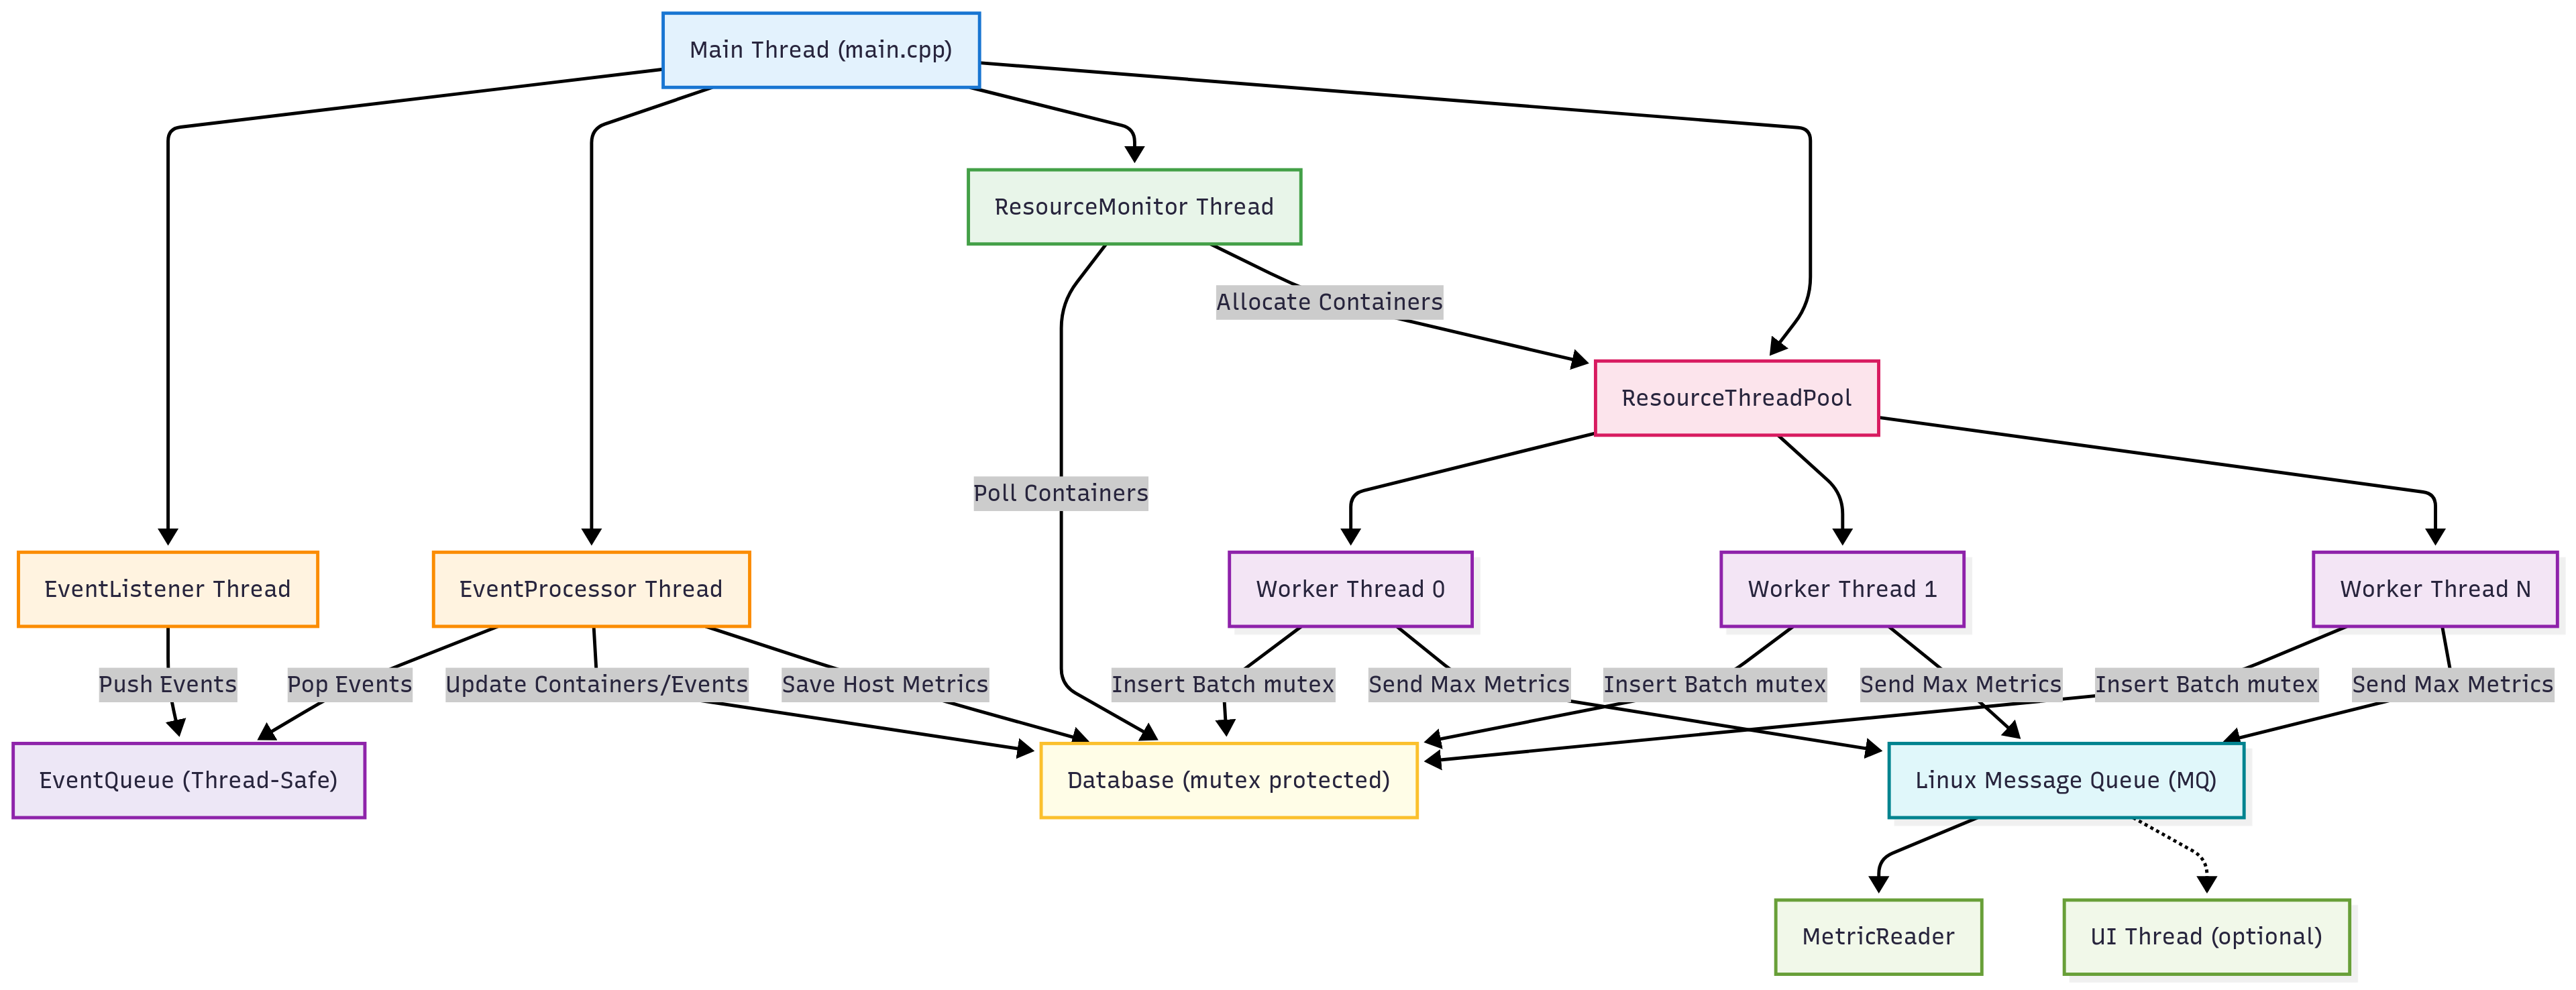 Main Thread (main.cpp)
ResourceMonitor Thread
Allocate Containers
ResourceThreadPool
Poll Containers
EventListener Thread
EventProcessor Thread
Worker Thread 0
Worker Thread 1
Worker Thread N
Push Events
Pop Events
Update Containers/Events
Save Host Metrics
Insert Batch mutex
Send Max Metrics
Insert Batch mutex
Send Max Metrics
Insert Batch mutex
Send Max Metrics
EventQueue (Thread-Safe)
Database (mutex protected)
Linux Message Queue (MQ)
MetricReader
UI Thread (optional)